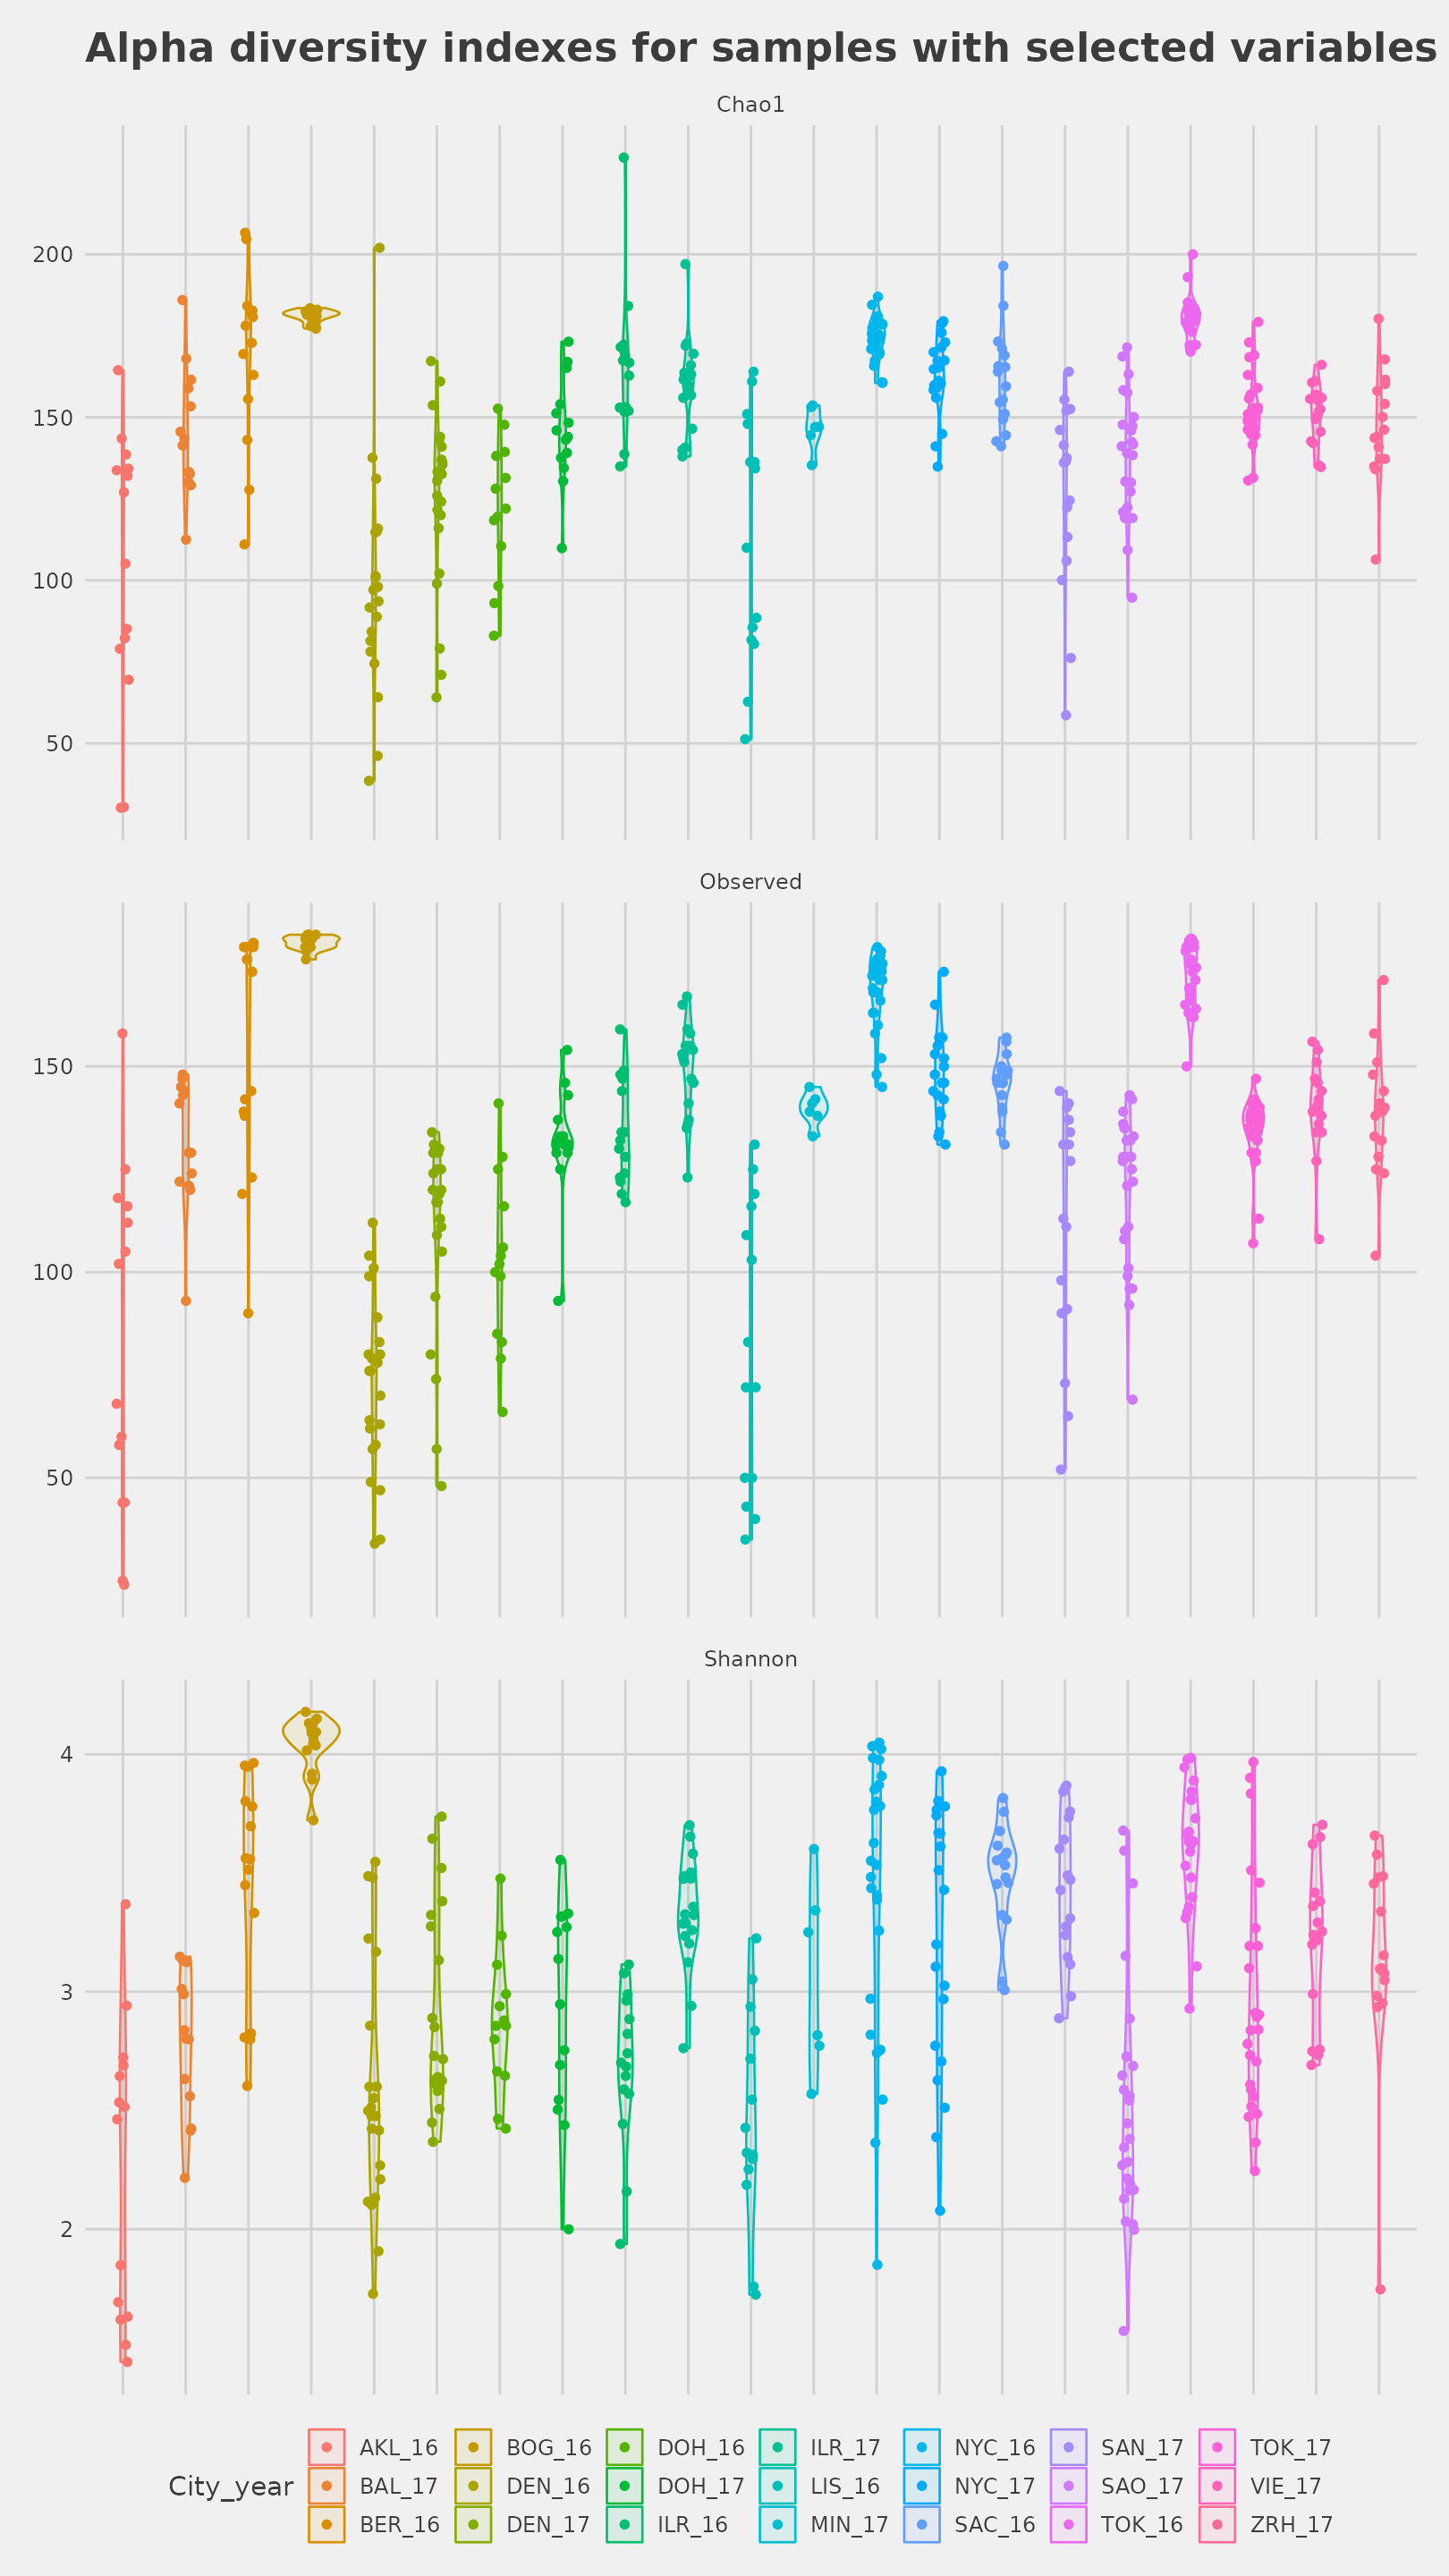 Alpha diversity indexes for samples with selected variables
Chao1
200
150
100
50
Observed
150
100
50
Shannon
4
3
2
AKL_16 BOG_16 DOH_16 ILR_17 NYC_16 SAN_17 TOK_17
City_year BAL_17 DEN_16 DOH_17 LIS_16 NYC_17 SAO_17 VIE_17
BER_16 DEN_17 ILR_16 MIN_17 SAC_16 TOK_16 ZRH_17